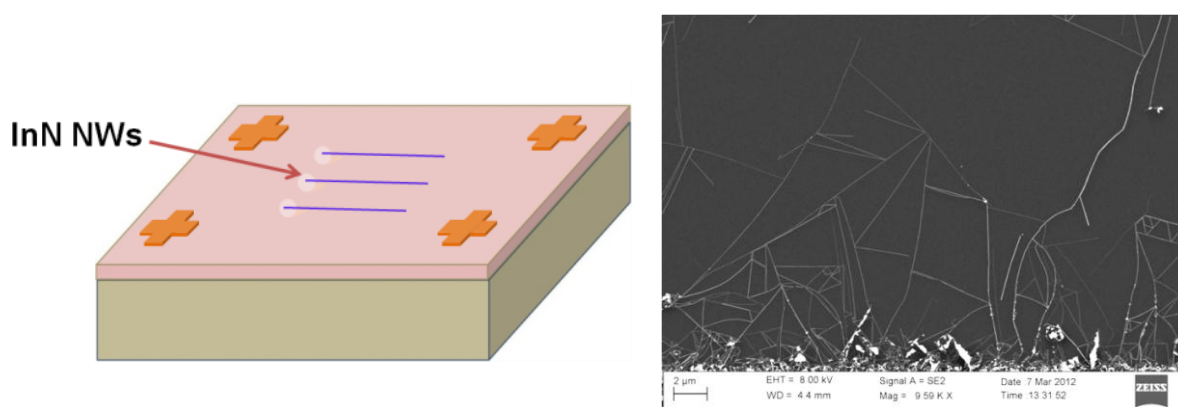 InN NWs
2 µm
EHT = 8.00 kV
Signal A = SE2
Date :7 Mar 2012
WD = 4.4 mm
Mag = 9.59 K X
Time :13 31 52
ZEISS